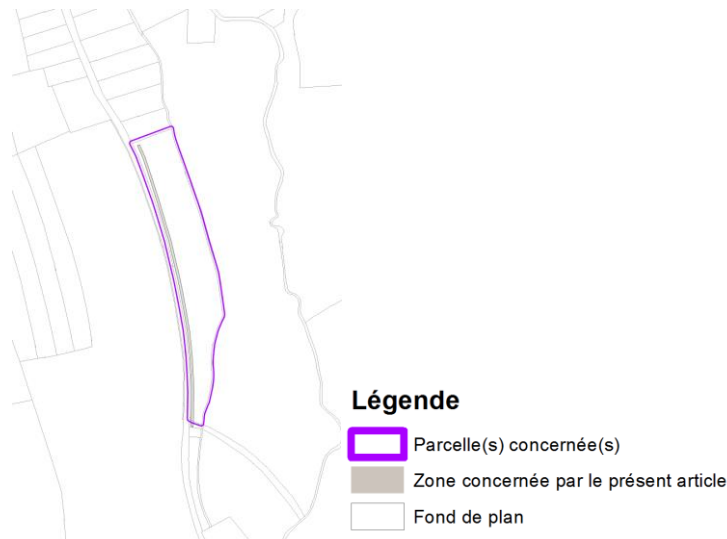 Légende
Parcelle(s) concernée(s)
Zone concernée par le présent article
Fond de plan